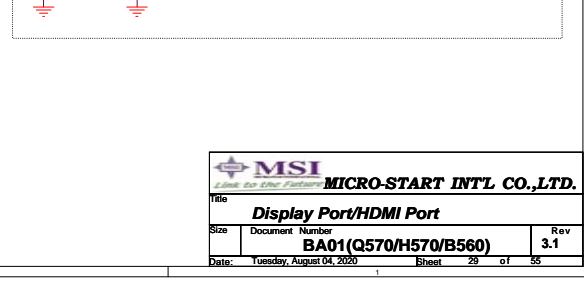 MSI
Link to the Future MICRO-START INT'L CO.,LTD.
Title
Display Port/HDMI Port
Size Document Number Rev
BA01(Q570/H570/B560) 3.1
Date: Tuesday, August 04, 2020 Sheet 29 of 55
1